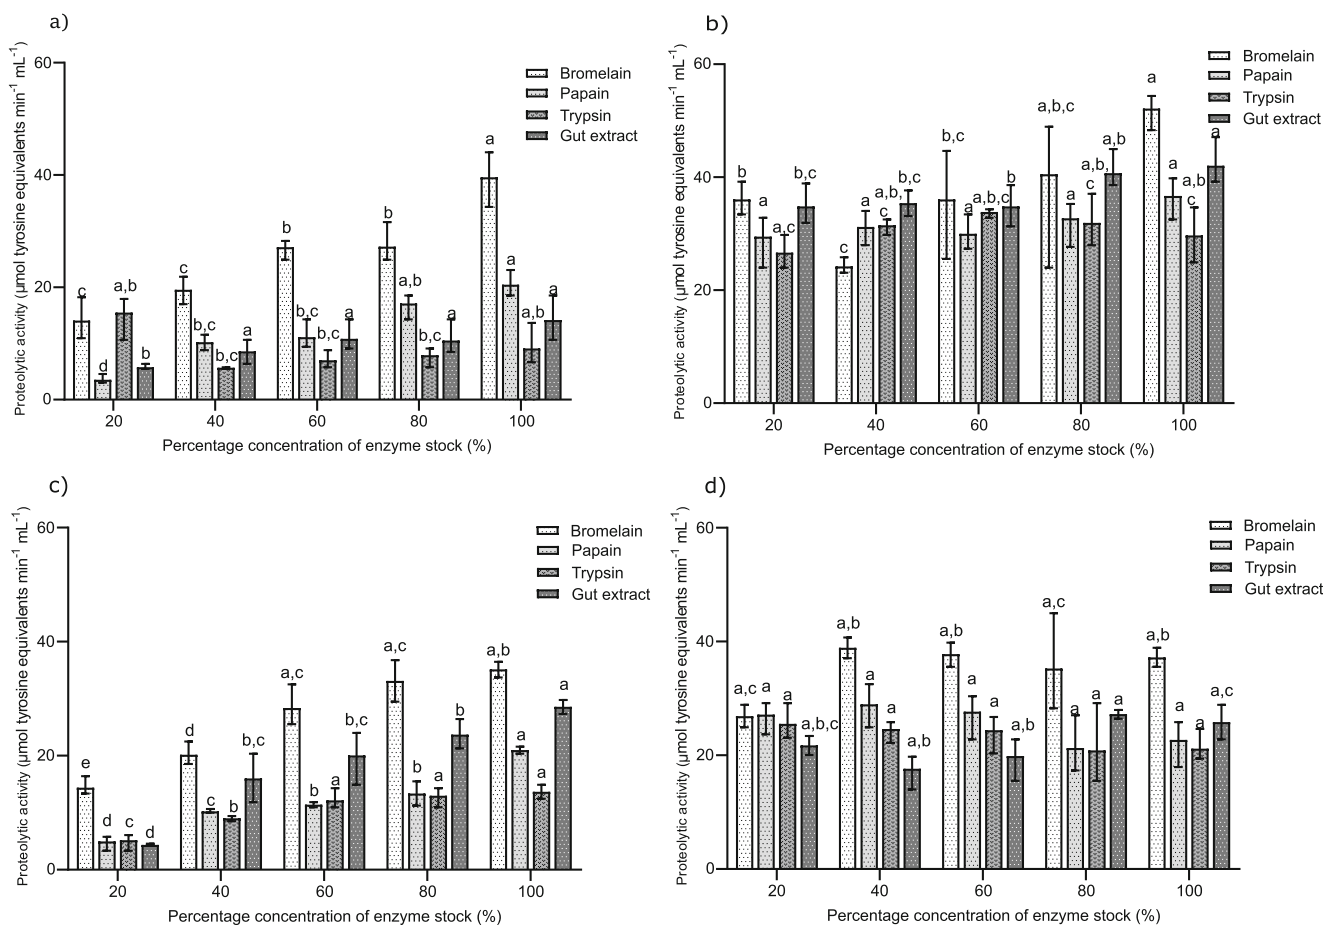 a)
Proteolytic activity (µmol tyrosine equivalents min⁻¹ mL⁻¹)
60
40
20
0
Bromelain
Papain
Trypsin
Gut extract
c d a,b b
c b,c b,c a
b b,c b,c a
b a,b b,c a
a a a,b a
20 40 60 80 100
Percentage concentration of enzyme stock (%)
b)
Proteolytic activity (µmol tyrosine equivalents min⁻¹ mL⁻¹)
60
40
20
0
Bromelain
Papain
Trypsin
Gut extract
b a a,c b,c
c a a,b, c b,c
b,c a a,b,c b
a,b,c a a,b, c a,b
a a a,b c a
20 40 60 80 100
Percentage concentration of enzyme stock (%)
c)
Proteolytic activity (µmol tyrosine equivalents min⁻¹ mL⁻¹)
60
40
20
0
Bromelain
Papain
Trypsin
Gut extract
e d c d
d c b b,c
a,c b a b,c
a,c b a b
a,b a a a
20 40 60 80 100
Percentage concentration of enzyme stock (%)
d)
Proteolytic activity (µmol tyrosine equivalents min⁻¹ mL⁻¹)
60
40
20
0
Bromelain
Papain
Trypsin
Gut extract
a,c a a a,b,c
a,b a a a,b
a,b a a a,b
a,c a a a
a,b a a a,c
20 40 60 80 100
Percentage concentration of enzyme stock (%)